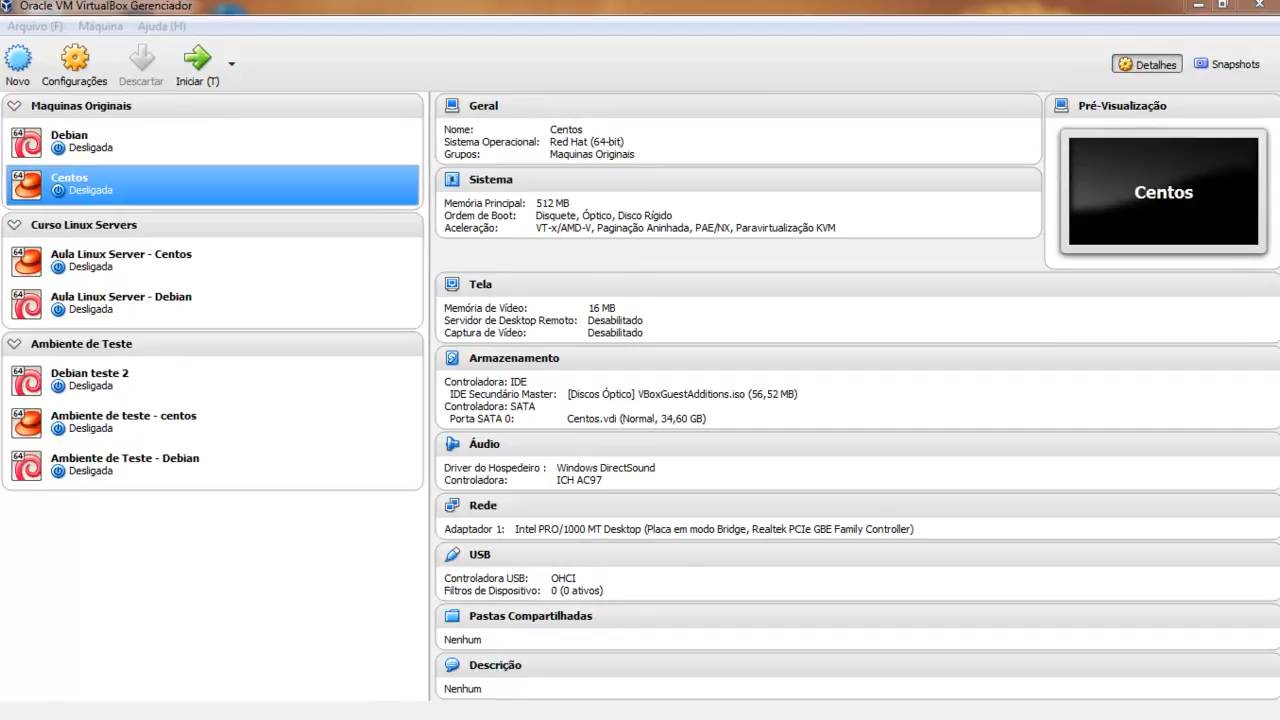 Oracle VM VirtualBox Gerenciador
Arquivo (F) Máquina Ajuda (H)
Novo Configurações Descartar Iniciar (T) Detalhes Snapshots
Maquinas Originais
64 Debian
Desligada
64 Centos
Desligada
Curso Linux Servers
64 Aula Linux Server - Centos
Desligada
64 Aula Linux Server - Debian
Desligada
Ambiente de Teste
64 Debian teste 2
Desligada
64 Ambiente de teste - centos
Desligada
64 Ambiente de Teste - Debian
Desligada
Geral
Nome: Centos
Sistema Operacional: Red Hat (64-bit)
Grupos: Maquinas Originais
Sistema
Memória Principal: 512 MB
Ordem de Boot: Disquete, Óptico, Disco Rígido
Aceleração: VT-x/AMD-V, Paginação Aninhada, PAE/NX, Paravirtualização KVM
Pré-Visualização
Centos
Tela
Memória de Vídeo: 16 MB
Servidor de Desktop Remoto: Desabilitado
Captura de Vídeo: Desabilitado
Armazenamento
Controladora: IDE
IDE Secundário Master: [Discos Óptico] VBoxGuestAdditions.iso (56,52 MB)
Controladora: SATA
Porta SATA 0: Centos.vdi (Normal, 34,60 GB)
Áudio
Driver do Hospedeiro : Windows DirectSound
Controladora: ICH AC97
Rede
Adaptador 1: Intel PRO/1000 MT Desktop (Placa em modo Bridge, Realtek PCIe GBE Family Controller)
USB
Controladora USB: OHCI
Filtros de Dispositivo: 0 (0 ativos)
Pastas Compartilhadas
Nenhum
Descrição
Nenhum